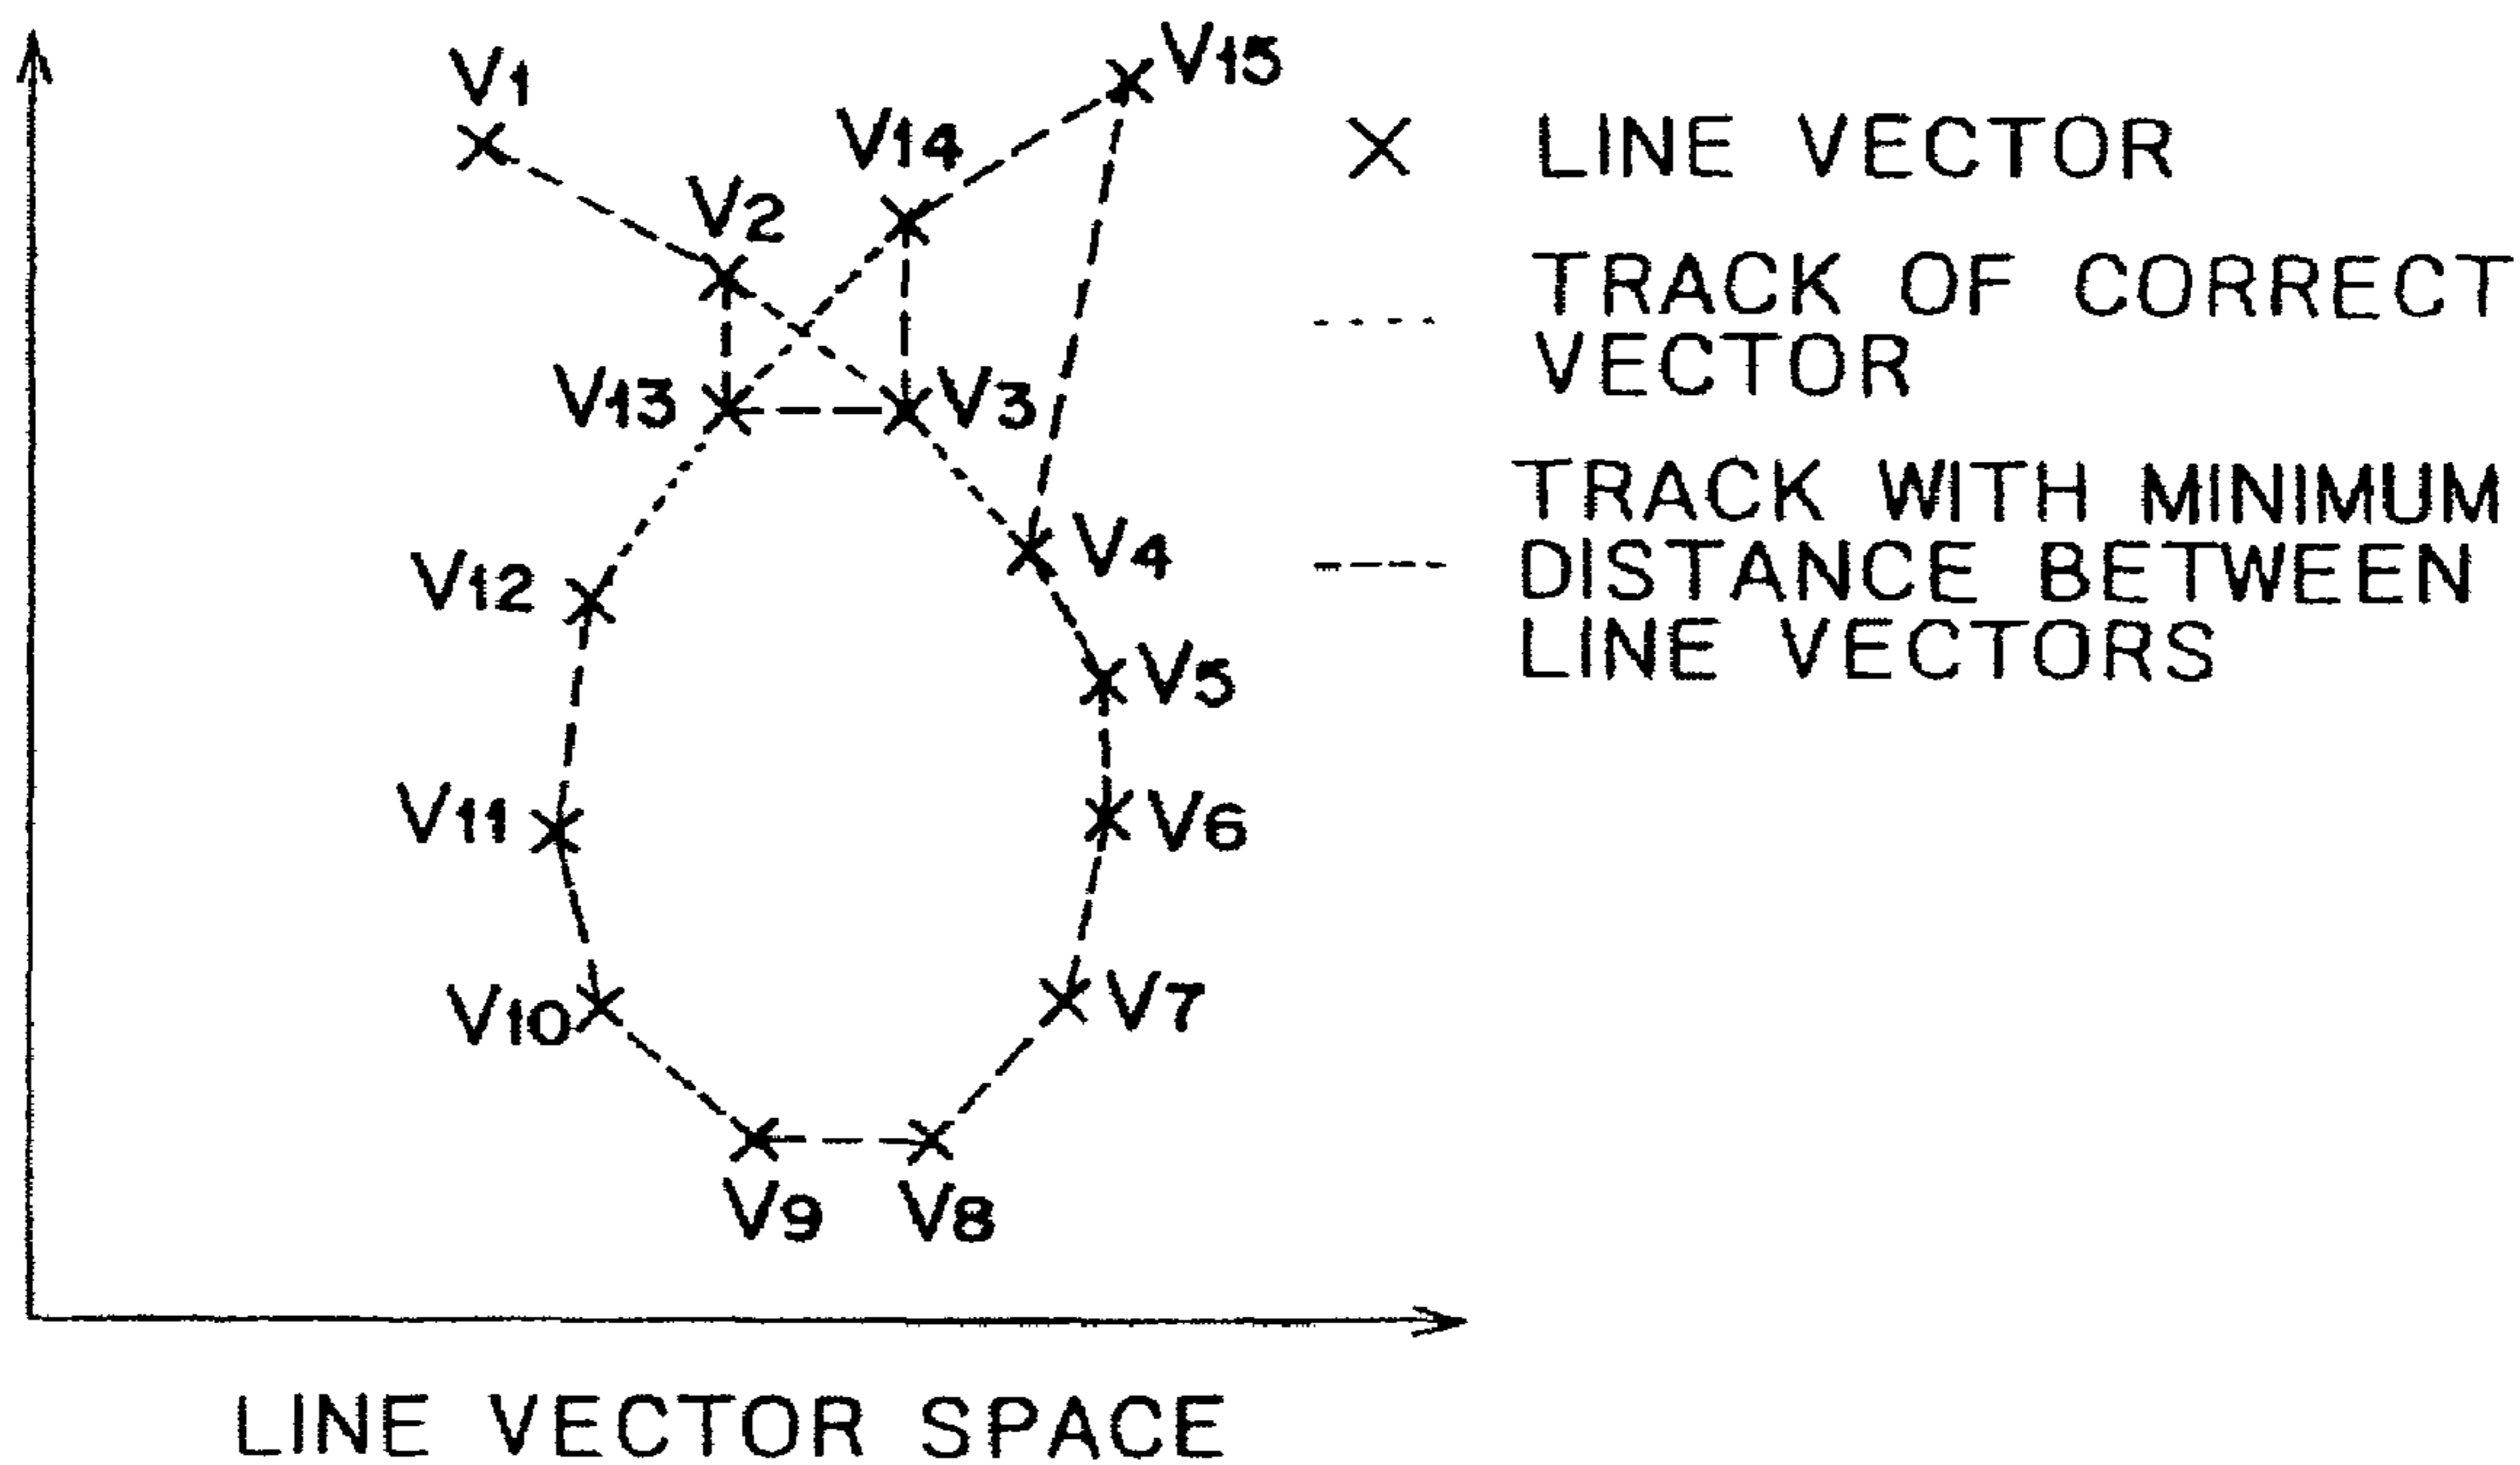 V1
V15
V14
V2
V13
V3
V12
V4
V5
V11
V6
V10
V7
V9
V8
LINE VECTOR
TRACK OF CORRECT
VECTOR
TRACK WITH MINIMUM
DISTANCE BETWEEN
LINE VECTORS
LINE VECTOR SPACE